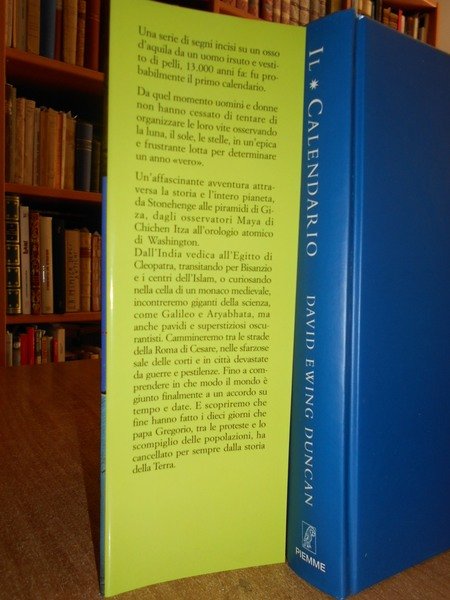 Una serie di segni incisi su un osso
d'aquila da un uomo irsuto e vesti-
to di pelli, 13.000 anni fa: fu pro-
babilmente il primo calendario.
Da quel momento uomini e donne
non hanno cessato di tentare di
organizzare le loro vite osservando
la luna, il sole, le stelle, in un'epica
e frustrante lotta per determinare
un anno «vero».
Un'affascinante avventura attra-
versa la storia e l'intero pianeta,
da Stonehenge alle piramidi di Gi-
za, dagli osservatori Maya di
Chichen Itza all'orologio atomico
di Washington.
Dall'India vedica all'Egitto di
Cleopatra, transitando per Bisanzio
e i centri dell'Islam, o curiosando
nella cella di un monaco medievale,
incontreremo giganti della scienza,
come Galileo e Aryabhata, ma
anche pavidi e superstiziosi oscu-
rantisti. Cammineremo tra le strade
della Roma di Cesare, nelle sfarzose
sale delle corti e in città devastate
da guerre e pestilenze. Fino a com-
prendere in che modo il mondo è
giunto finalmente a un accordo su
tempo e date. E scopriremo che
fine hanno fatto i dieci giorni che
papa Gregorio, tra le proteste e lo
scompiglio delle popolazioni, ha
cancellato per sempre dalla storia
della Terra.
IL * CALENDARIO
DAVID EWING DUNCAN
PIEMME